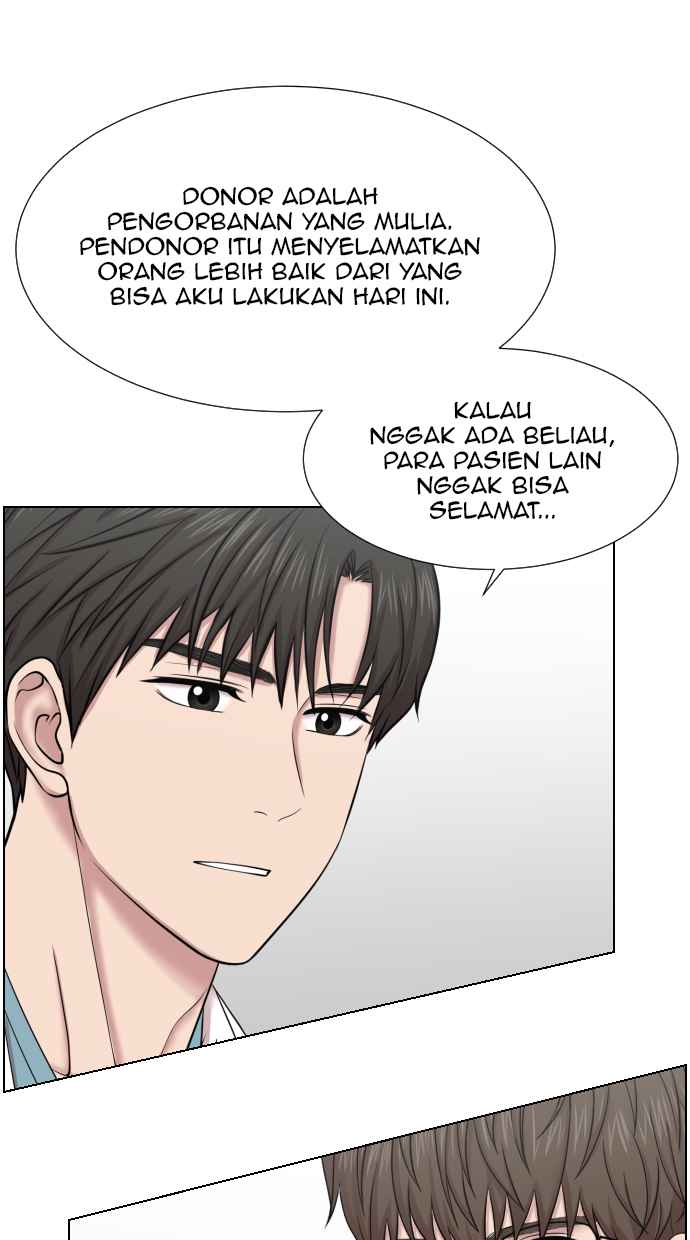 DONOR ADALAH
PENGORBANAN YANG MULIA.
PENDONOR ITU MENYELAMATKAN
ORANG LEBIH BAIK DARI YANG
BISA AKU LAKUKAN HARI INI.
KALAU
NGGAK ADA BELIAU,
PARA PASIEN LAIN
NGGAK BISA
SELAMAT...